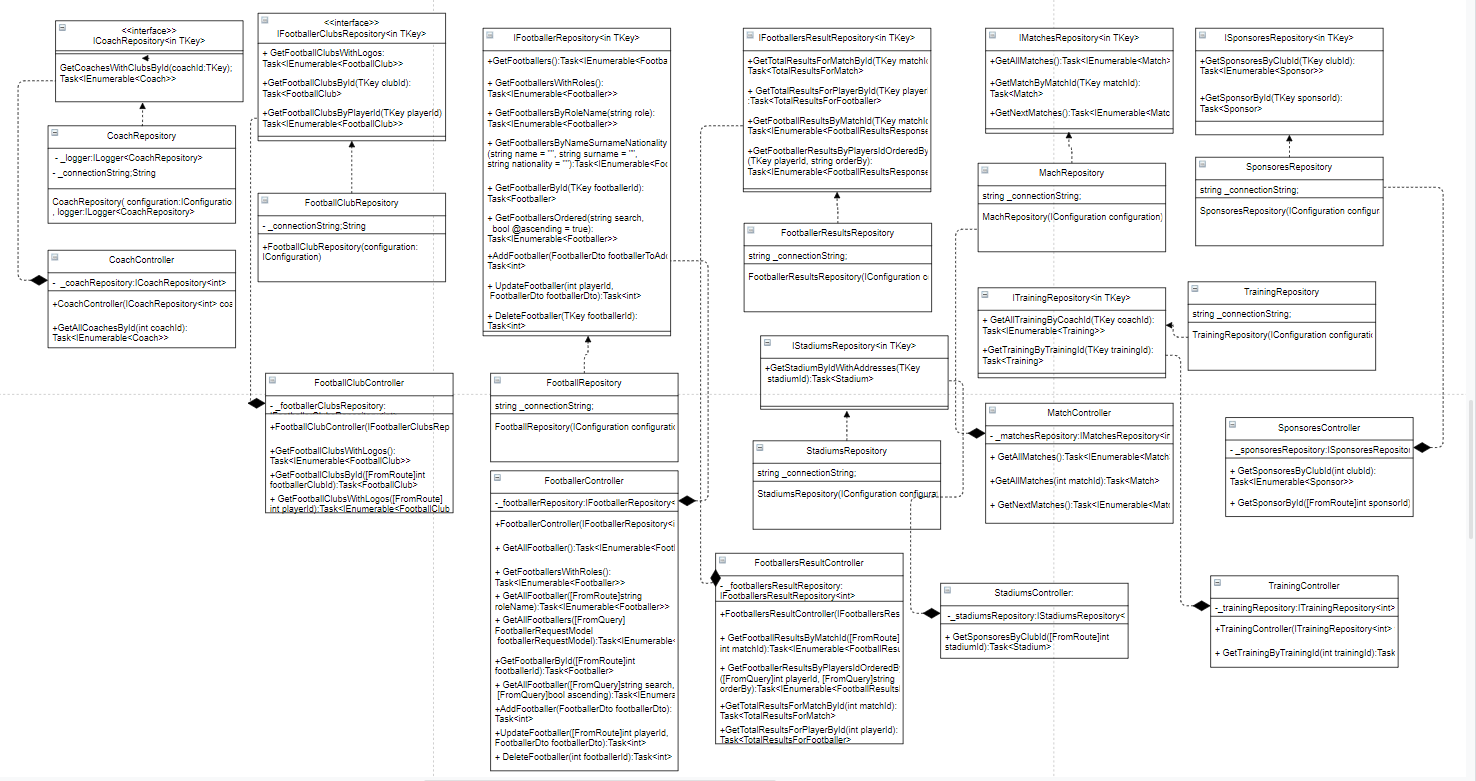 <<interface>>
ICoachRepository<in TKey>
GetCoachesWithClubsById(coachId:TKey);
Task<IEnumerable<Coach>>
CoachRepository
- _logger:ILogger<CoachRepository>
- _connectionString;String
CoachRepository( configuration:IConfiguratio
, logger:ILogger<CoachRepository>
CoachController
- _coachRepository:ICoachRepository<int>
+CoachController(ICoachRepository<int> coa
+GetAllCoachesById(int coachId):
Task<IEnumerable<Coach>>
<<interface>>
IFootballerClubsRepository<in TKey>
+ GetFootballClubsWithLogos:
Task<IEnumerable<FootballClub>>
+GetFootballClubsById(TKey clubId):
Task<FootballClub>
+GetFootballClubsByPlayerId(TKey playerId)
Task<IEnumerable<FootballClub>>
FootballClubRepository
- _connectionString;String
+FootballClubRepository(configuration:
IConfiguration)
FootballClubController
- _footballerClubsRepository:
+FootballClubController(IFootballerClubsRep
+GetFootballClubsWithLogos():
Task<IEnumerable<FootballClub>>
+GetFootballClubsById([FromRoute]int
footballerClubId):Task<FootballClub>
+ GetFootballClubsWithLogos([FromRoute]
int playerId):Task<IEnumerable<FootballClub
IFootballerRepository<in TKey>
+GetFootballers():Task<IEnumerable<Footba
+ GetFootballersWithRoles():
Task<IEnumerable<Footballer>>
+ GetFootballersByRoleName(string role):
Task<IEnumerable<Footballer>>
+ GetFootballersByNameSurnameNationality
(string name = "", string surname = "",
string nationality = ""):Task<IEnumerable<Foo
+ GetFootballerById(TKey footballerId):
Task<Footballer>
+ GetFootballersOrdered(string search,
bool @ascending = true):
Task<IEnumerable<Footballer>>
+AddFootballer(FootballerDto footballerToAdd
Task<int>
+ UpdateFootballer(int playerId,
FootballerDto footballerDto):Task<int>
+ DeleteFootballer(TKey footballerId):
Task<int>
FootballRepository
string _connectionString;
FootballRepository(IConfiguration configuratio
FootballerController
-_footballerRepository:IFootballerRepository<
+FootballerController(IFootballerRepository<i
+ GetAllFootballer():Task<IEnumerable<Footl
+ GetFootballersWithRoles():
Task<IEnumerable<Footballer>>
+ GetAllFootballer([FromRoute]string
roleName):Task<IEnumerable<Footballer>>
+ GetAllFootballers([FromQuery]
FootballerRequestModel
footballerRequestModel):Task<IEnumerable<
+GetFootballerById([FromRoute]int
footballerId):Task<Footballer>
+ GetAllFootballer([FromQuery]string search,
[FromQuery]bool ascending):Task<IEnumera
+AddFootballer(FootballerDto footballerDto):
Task<int>
+UpdateFootballer([FromRoute]int playerId,
FootballerDto footballerDto):Task<int>
+ DeleteFootballer(int footballerId):Task<int>
IFootballersResultRepository<in TKey>
+GetTotalResultsForMatchById(TKey matchId
Task<TotalResultsForMatch>
+ GetTotalResultsForPlayerById(TKey player
:Task<TotalResultsForFootballer>
+GetFootballResultsByMatchId(TKey matchId
Task<IEnumerable<FootballResultsResponse
+GetFootballerResultsByPlayersIdOrderedBy
(TKey playerId, string orderBy):
Task<IEnumerable<FootballResultsResponse
FootballerResultsRepository
string _connectionString;
FootballerResultsRepository(IConfiguration c
IStadiumsRepository<in TKey>
+GetStadiumByIdWithAddresses(TKey
stadiumId):Task<Stadium>
StadiumsRepository
string _connectionString;
StadiumsRepository(IConfiguration configura
FootballersResultController
- _footballersResultRepository:
IFootballersResultRepository<int>
+FootballersResultController(IFootballersRes
+ GetFootballResultsByMatchId([FromRoute]
int matchId):Task<IEnumerable<FootballResu
+ GetFootballerResultsByPlayersIdOrderedB
([FromQuery]int playerId, [FromQuery]string
orderBy):Task<IEnumerable<FootballResults
+GetTotalResultsForMatchById(int matchId):
Task<TotalResultsForMatch>
+GetTotalResultsForPlayerById(int playerId):
Task<TotalResultsForFootballer>
IMatchesRepository<in TKey>
+GetAllMatches():Task<IEnumerable<Match>
+GetMatchByMatchId(TKey matchId):
Task<Match>
+GetNextMatches():Task<IEnumerable<Matc
MachRepository
string _connectionString;
MachRepository(IConfiguration configuration)
ITrainingRepository<in TKey>
+ GetAllTrainingByCoachId(TKey coachId):
Task<IEnumerable<Training>>
+GetTrainingByTrainingId(TKey trainingId):
Task<Training>
MatchController
- _matchesRepository:IMatchesRepository<ir
+ GetAllMatches():Task<IEnumerable<Match
+GetAllMatches(int matchId):Task<Match>
+ GetNextMatches():Task<IEnumerable<Mat
StadiumsController:
-_stadiumsRepository:IStadiumsRepository<
+ GetSponsoresByClubId([FromRoute]int
stadiumId):Task<Stadium>
ISponsoresRepository<in TKey>
+GetSponsoresByClubId(TKey clubId):
Task<IEnumerable<Sponsor>>
+GetSponsorById(TKey sponsorId):
Task<Sponsor>
SponsoresRepository
string _connectionString;
SponsoresRepository(IConfiguration configur
TrainingRepository
string _connectionString;
TrainingRepository(IConfiguration configuratio
SponsoresController
-_sponsoresRepository:ISponsoresRepositor
+ GetSponsoresByClubId(int clubId):
Task<IEnumerable<Sponsore>>
+ GetSponsorById([FromRoute]int sponsorId)
TrainingController
-_trainingRepository:ITrainingRepository<int>
+TrainingController(ITrainingRepository<int>
+ GetTrainingByTrainingId(int trainingId):Task